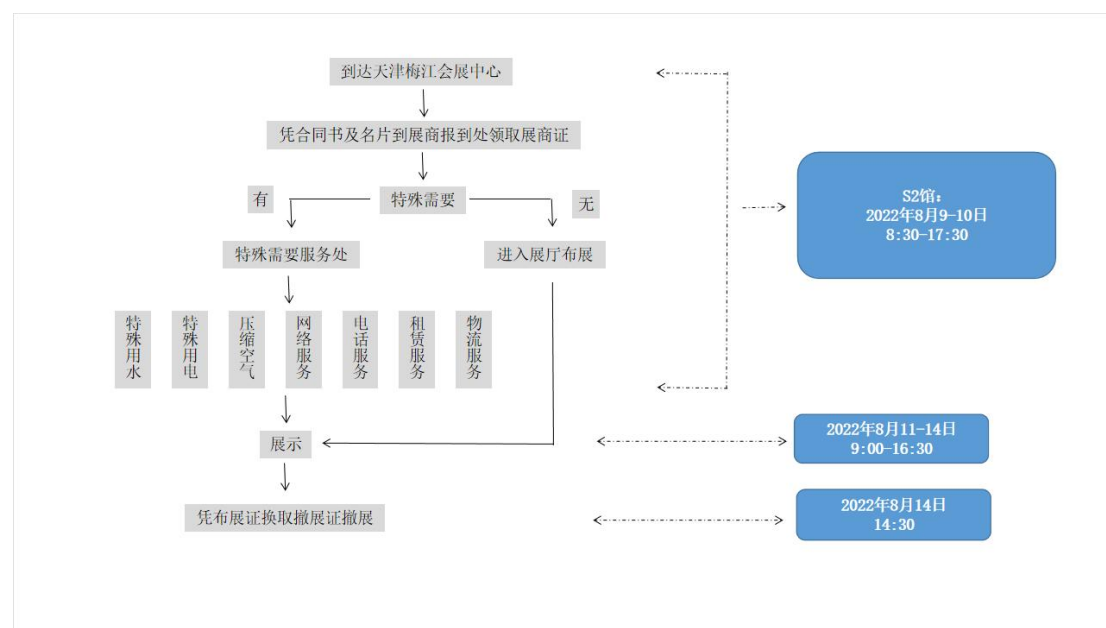 到达天津梅江会展中心
凭合同书及名片到展商报到处领取展商证
有
特殊需要
无
特殊需要服务处
进入展厅布展
特殊用水
特殊用电
压缩空气
网络服务
电话服务
租赁服务
物流服务
展示
凭布展证换取撤展证撤展
S2馆：
2022年8月9-10日
8:30-17:30
2022年8月11-14日
9:00-16:30
2022年8月14日
14:30